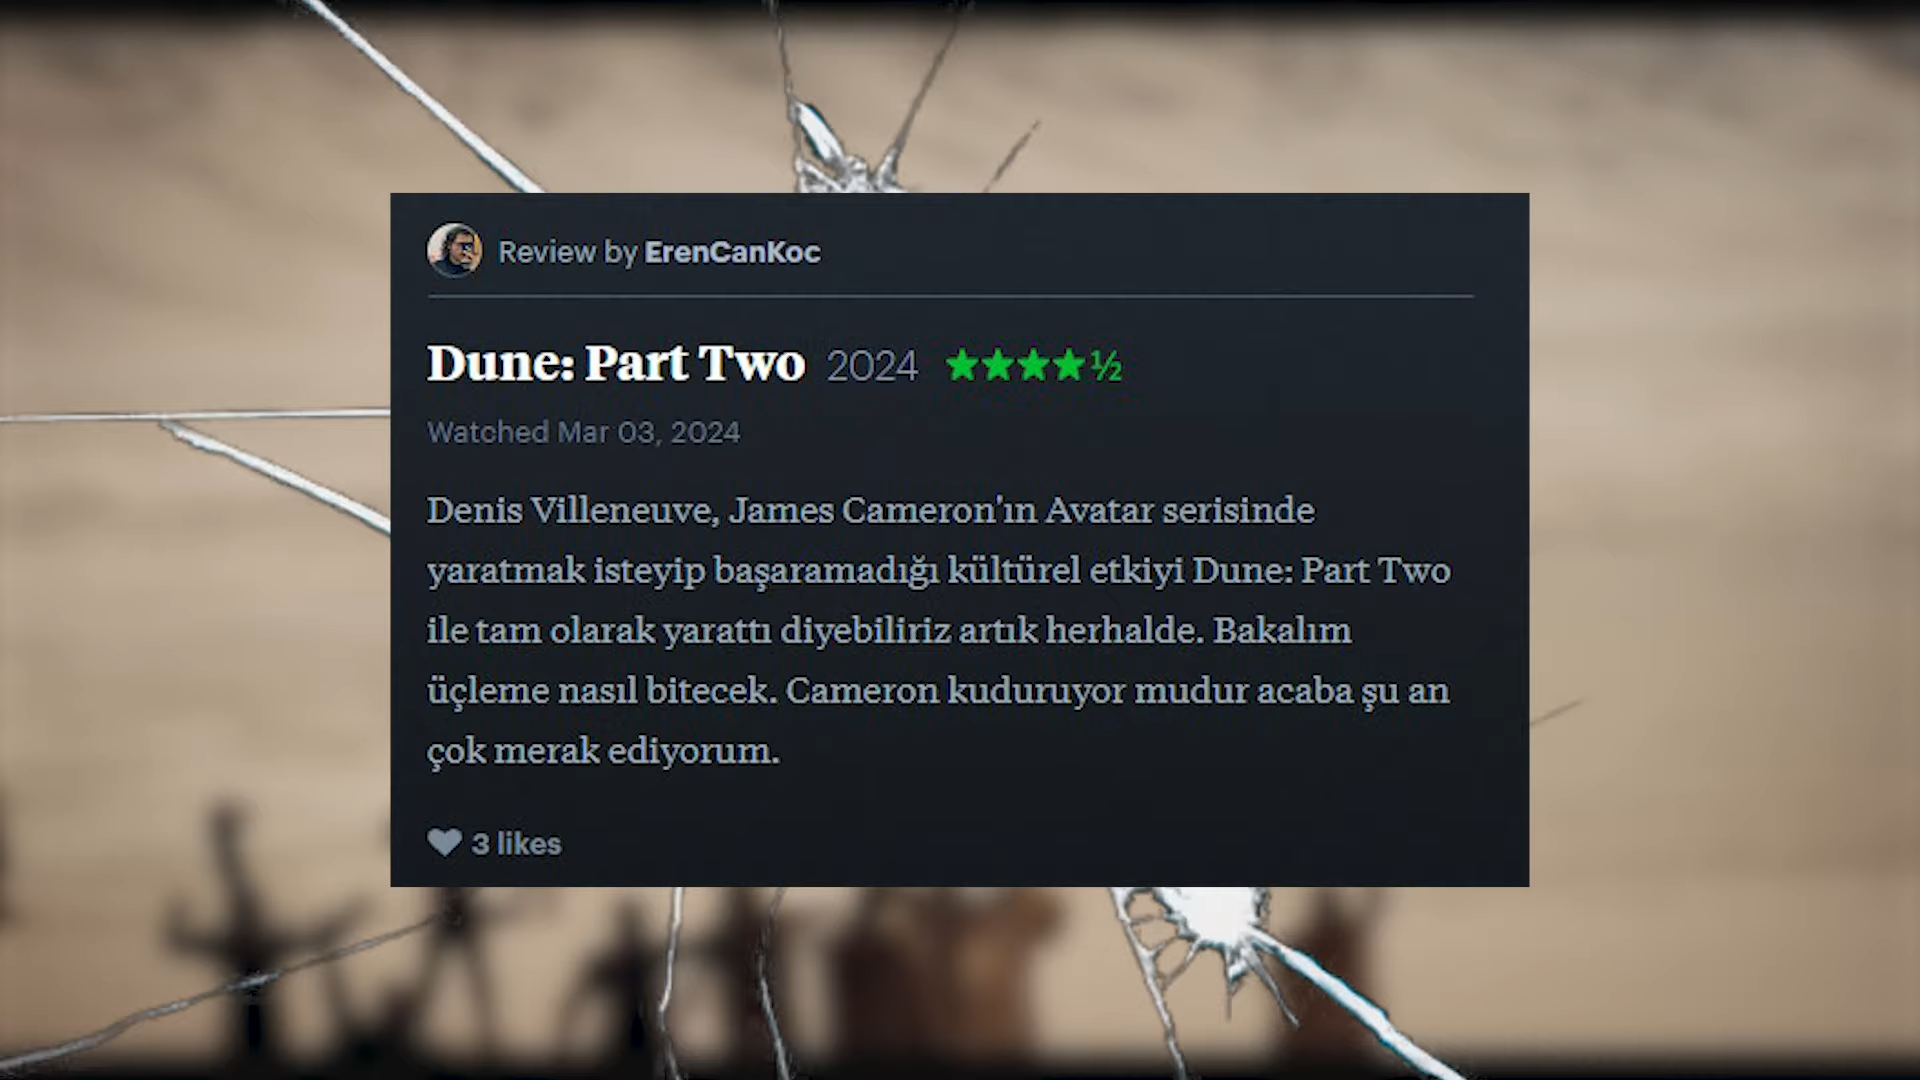 Review by ErenCanKoc
Dune: Part Two 2024 ★★★★½
Watched Mar 03, 2024
Denis Villeneuve, James Cameron'ın Avatar serisinde
yaratmak isteyip başaramadığı kültürel etkiyi Dune: Part Two
ile tam olarak yarattı diyebiliriz artık herhalde. Bakalım
üçleme nasıl bitecek. Cameron kuduruyor mudur acaba şu an
çok merak ediyorum.
3 likes